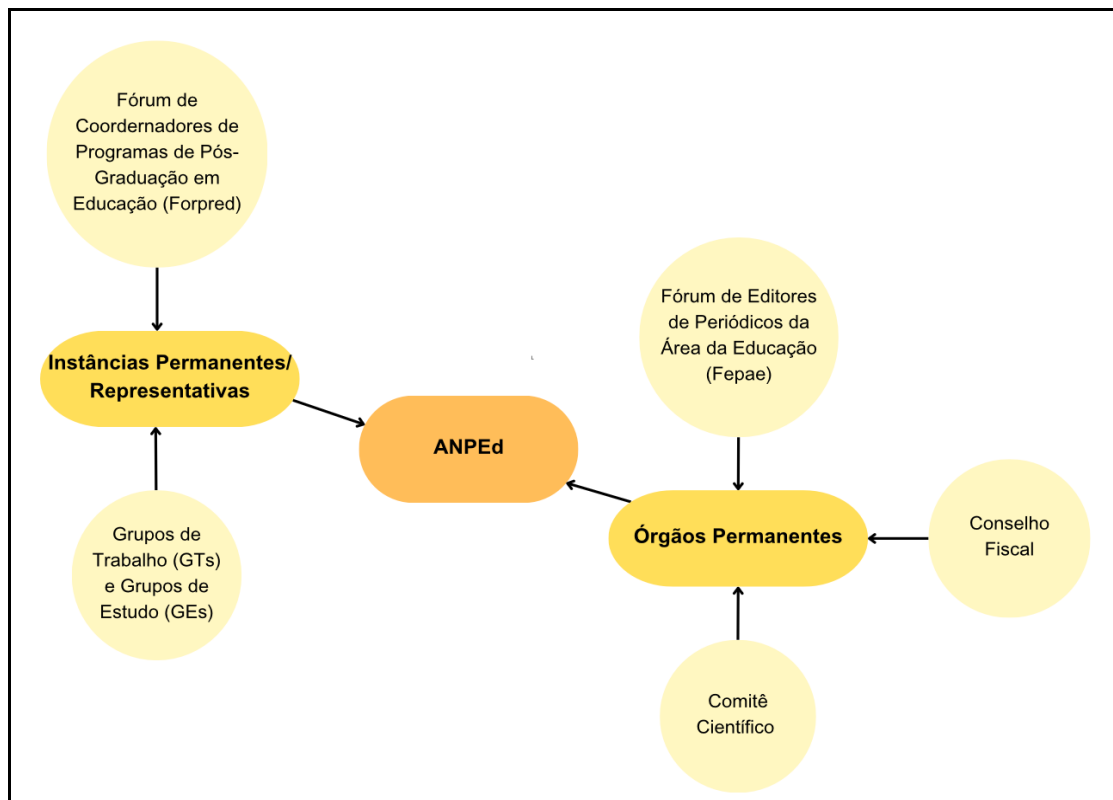 Fórum de
Coordernadores de
Programas de Pós-
Graduação em
Educação (Forpred)
Instâncias Permanentes/
Representativas
Grupos de
Trabalho (GTs)
e Grupos de
Estudo (GEs)
ANPEd
Fórum de Editores
de Periódicos da
Área da Educação
(Fepae)
Órgãos Permanentes
Conselho
Fiscal
Comitê
Científico